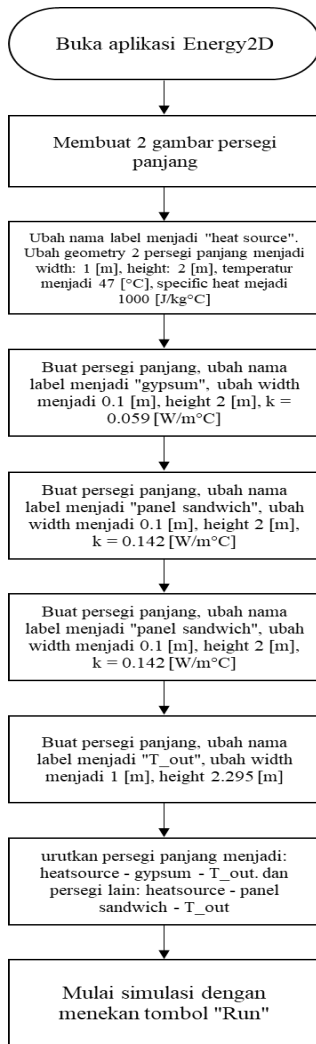 Buka aplikasi Energy2D
Membuat 2 gambar persegi
panjang
Ubah nama label menjadi "heat source".
Ubah geometry 2 persegi panjang menjadi
width: 1 [m], height: 2 [m], temperatur
menjadi 47 [°C], specific heat mejadi
1000 [J/kg°C]
Buat persegi panjang, ubah nama
label menjadi "gypsum", ubah width
menjadi 0.1 [m], height 2 [m], k =
0.059 [W/m°C]
Buat persegi panjang, ubah nama
label menjadi "panel sandwich", ubah
width menjadi 0.1 [m], height 2 [m],
k = 0.142 [W/m°C]
Buat persegi panjang, ubah nama
label menjadi "panel sandwich", ubah
width menjadi 0.1 [m], height 2 [m],
k = 0.142 [W/m°C]
Buat persegi panjang, ubah nama
label menjadi "T_out", ubah width
menjadi 1 [m], height 2.295 [m]
urutkan persegi panjang menjadi:
heatsource - gypsum - T_out. dan
persegi lain: heatsource - panel
sandwich - T_out
Mulai simulasi dengan
menekan tombol "Run"